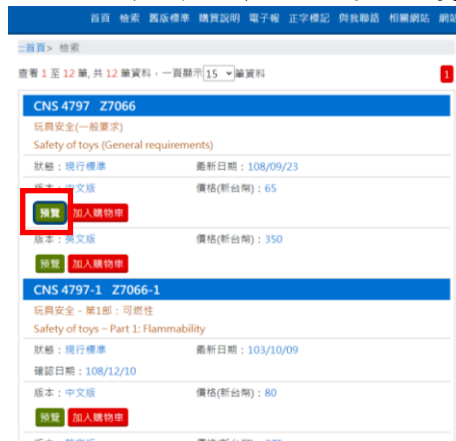 首頁 檢索 舊版標準 購買說明 電子報 正字標記 與我聯絡 相關網站
首頁> 檢索
查看 1 至 12 筆, 共 12 筆資料，一頁顯示 15 筆資料 1
CNS 4797 Z7066
玩具安全(一般要求)
Safety of toys (General requirements)
狀態：現行標準 最新日期：108/09/23
版本：中文版 價格(新台幣)：65
預覽 加入購物車
版本：英文版 價格(新台幣)：350
預覽 加入購物車
CNS 4797-1 Z7066-1
玩具安全 - 第1部：可燃性
Safety of toys – Part 1: Flammability
狀態：現行標準 最新日期：103/10/09
確認日期：108/12/10
版本：中文版 價格(新台幣)：80
預覽 加入購物車